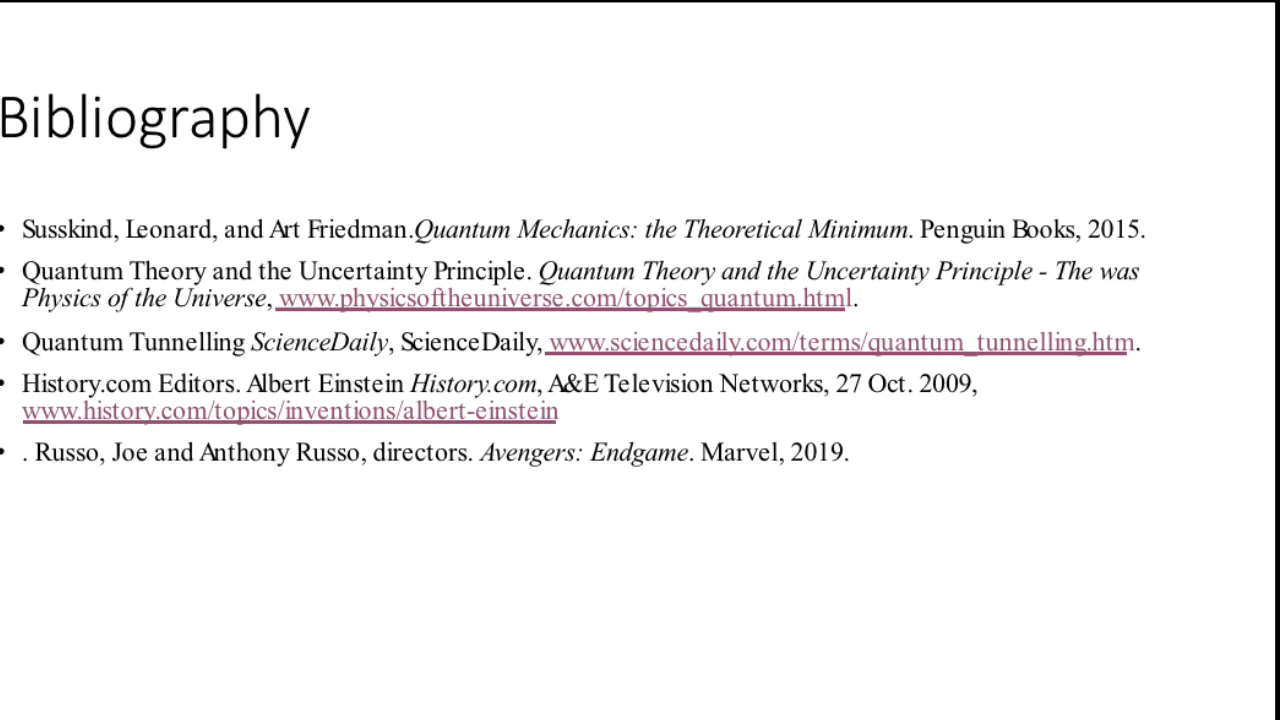 Bibliography
• Susskind, Leonard, and Art Friedman.Quantum Mechanics: the Theoretical Minimum. Penguin Books, 2015.
• Quantum Theory and the Uncertainty Principle. Quantum Theory and the Uncertainty Principle - The was
Physics of the Universe, www.physicsoftheuniverse.com/topics_quantum.html.
• Quantum Tunnelling ScienceDaily, ScienceDaily, www.sciencedaily.com/terms/quantum_tunnelling.htm.
• History.com Editors. Albert Einstein History.com, A&E Television Networks, 27 Oct. 2009,
www.history.com/topics/inventions/albert-einstein
• . Russo, Joe and Anthony Russo, directors. Avengers: Endgame. Marvel, 2019.